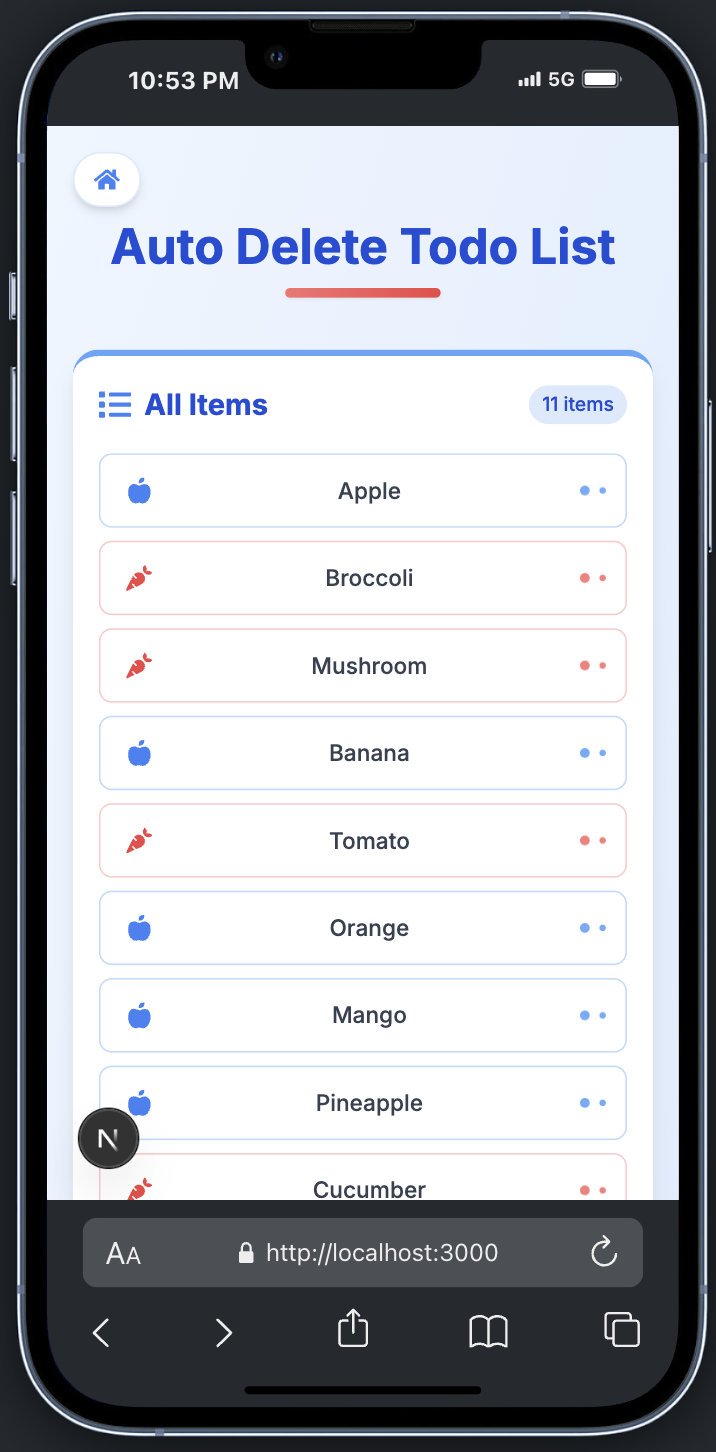 10:53 PM 5G
Auto Delete Todo List
All Items 11 items
Apple
Broccoli
Mushroom
Banana
Tomato
Orange
Mango
Pineapple
N
Cucumber
AA http://localhost:3000